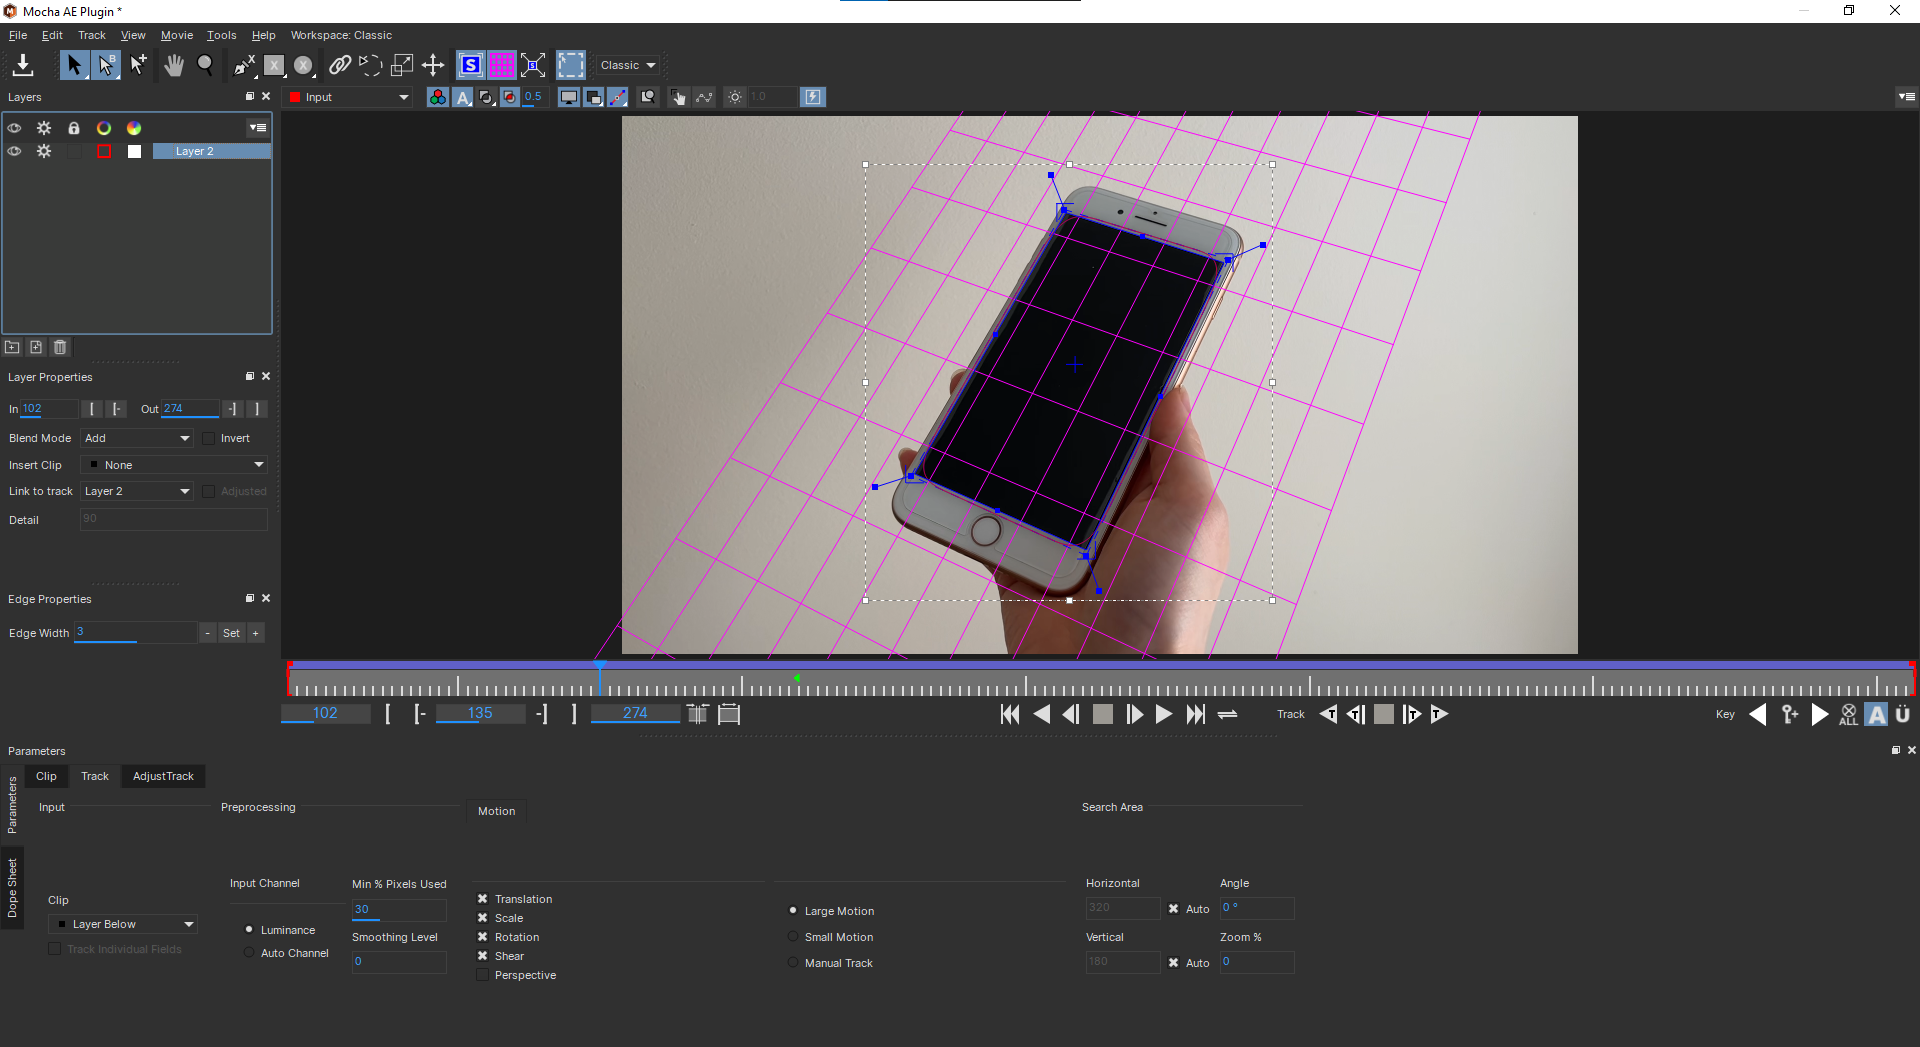 Mocha AE Plugin *
File Edit Track View Movie Tools Help Workspace: Classic
Classic
Layers
Input
0.5
1.0
Layer 2
Layer Properties
In 102 Out 274
Blend Mode Add Invert
Insert Clip None
Link to track Layer 2 Adjusted
Detail 90
Edge Properties
Edge Width 3 - Set +
102 135 274 Track Key ALL
Parameters
Clip Track AdjustTrack
Parameters
Dope Sheet
Input Preprocessing Motion Search Area
Input Channel Min % Pixels Used Horizontal Angle
Clip 30 Translation 320 Auto 0 °
Layer Below Luminance Scale Large Motion
Track Individual Fields Auto Channel Smoothing Level Rotation Small Motion Vertical Zoom %
0 Shear Manual Track 180 Auto 0
Perspective